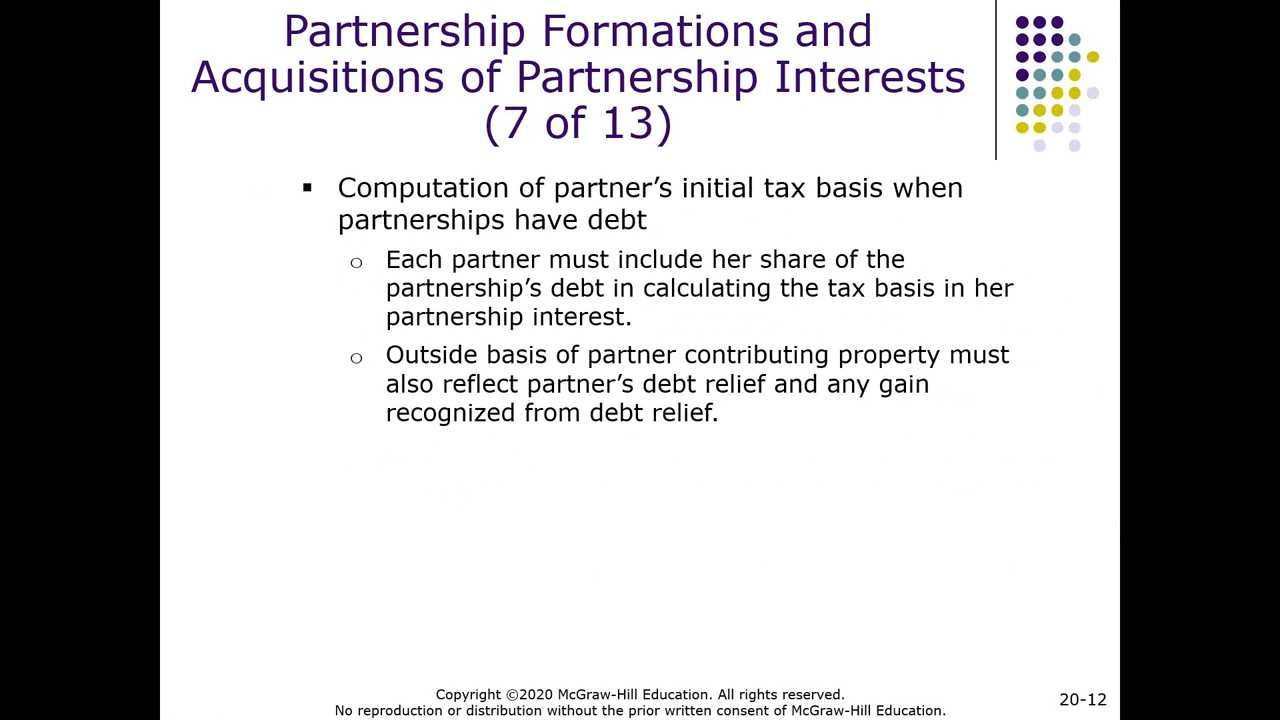 Partnership Formations and
Acquisitions of Partnership Interests
(7 of 13)
▪ Computation of partner’s initial tax basis when
partnerships have debt
o Each partner must include her share of the
partnership’s debt in calculating the tax basis in her
partnership interest.
o Outside basis of partner contributing property must
also reflect partner’s debt relief and any gain
recognized from debt relief.
Copyright ©2020 McGraw-Hill Education. All rights reserved.
No reproduction or distribution without the prior written consent of McGraw-Hill Education.
20-12